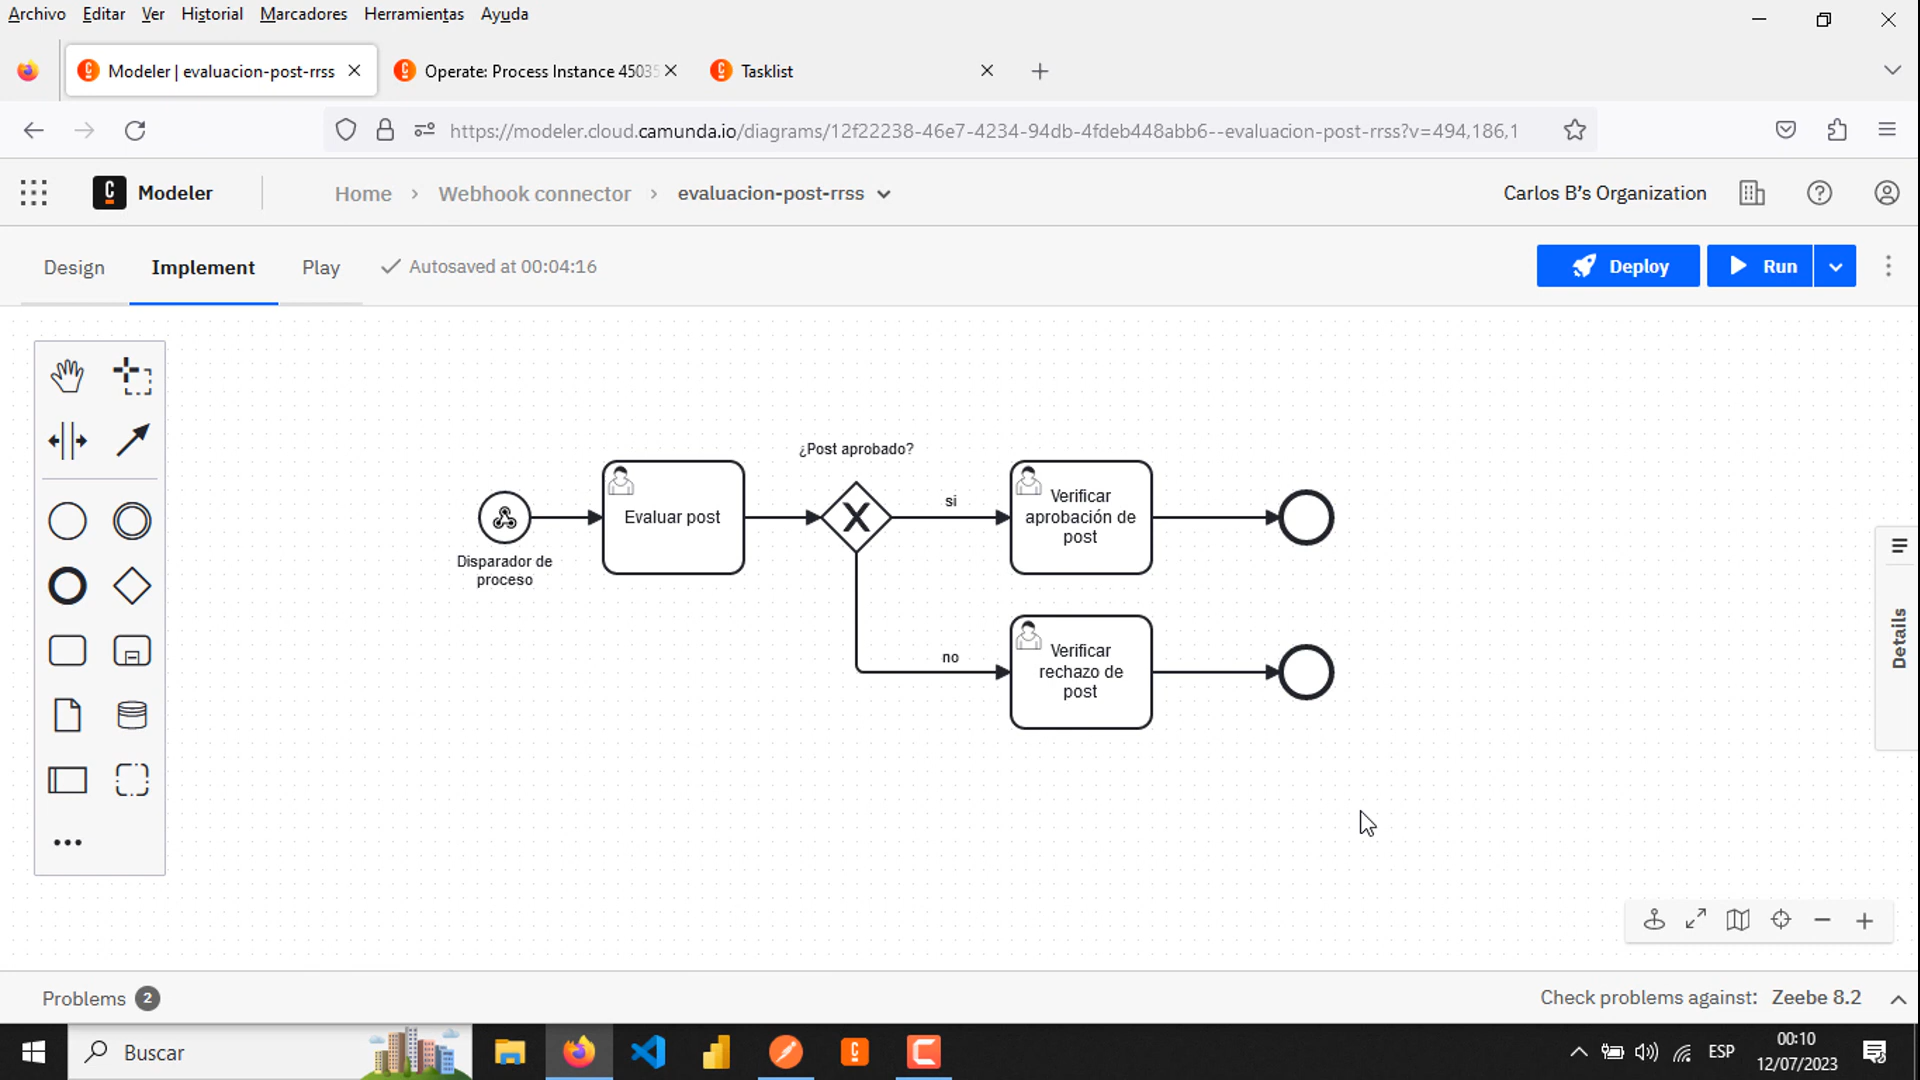 Archivo Editar Ver Historial Marcadores Herramientas Ayuda
Modeler | evaluacion-post-rrss
Operate: Process Instance 45035
Tasklist
https://modeler.cloud.camunda.io/diagrams/12f22238-46e7-4234-94db-4fdeb448abb6--evaluacion-post-rrss?v=494,186,1
Modeler
Home > Webhook connector > evaluacion-post-rrss
Carlos B's Organization
Design Implement Play Autosaved at 00:04:16
Deploy Run
¿Post aprobado?
Disparador de
proceso
Evaluar post
si
Verificar
aprobación de
post
no
Verificar
rechazo de
post
Details
Problems 2
Check problems against: Zeebe 8.2
Buscar
ESP
00:10
12/07/2023